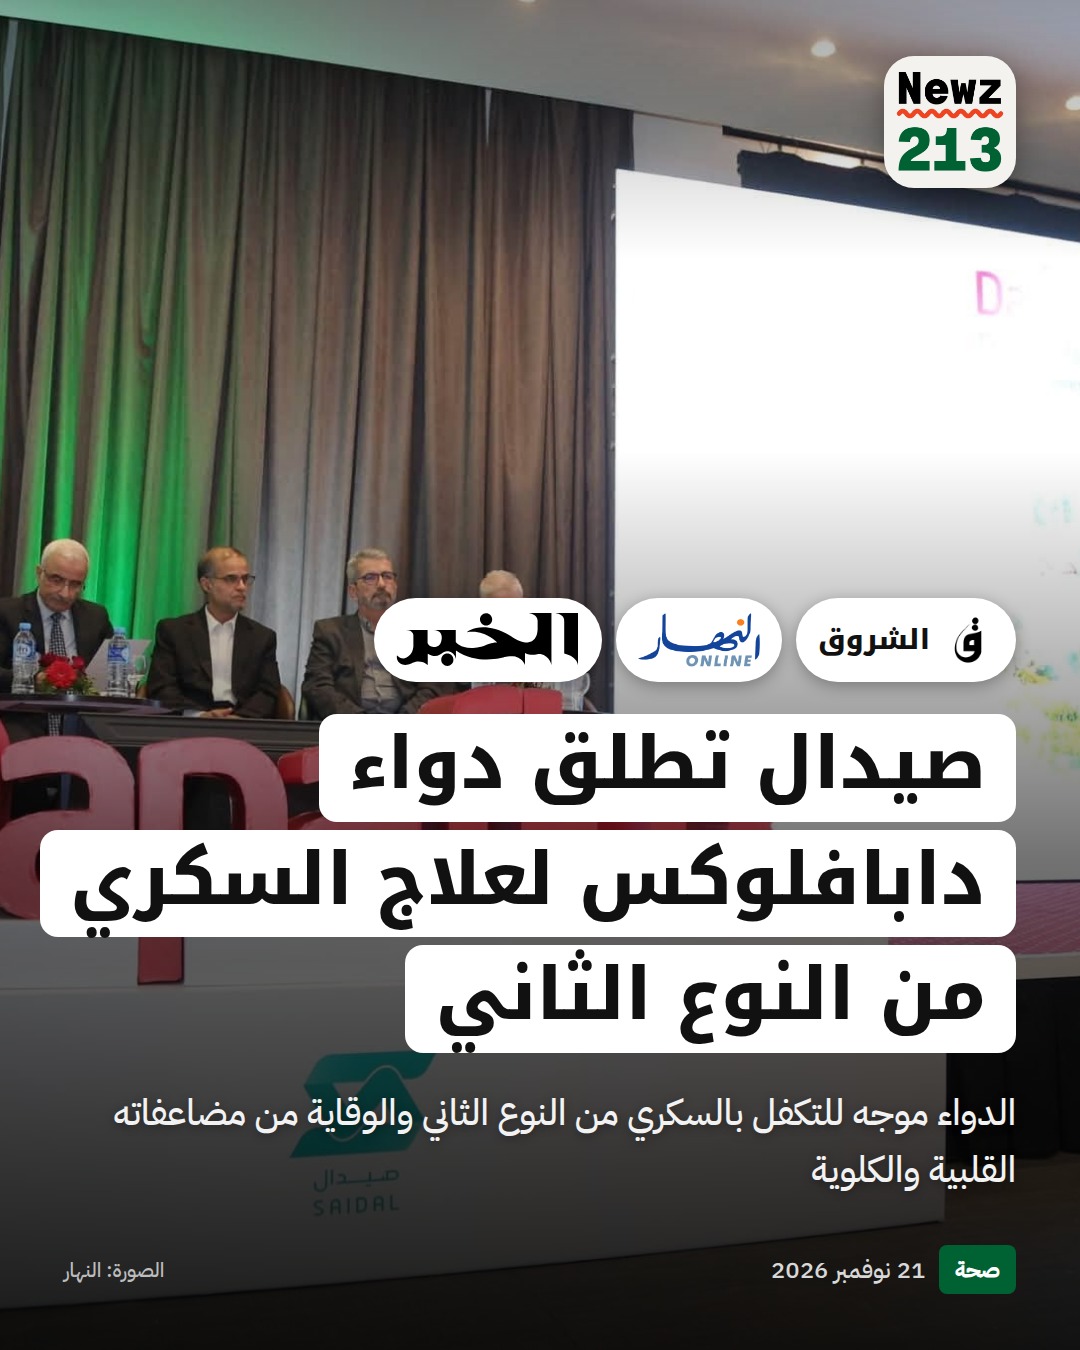 Newz
213
الشروق
النهار
ONLINE
الخبر
صيدال تطلق دواء
دابافلوكس لعلاج السكري
من النوع الثاني
الدواء موجه للتكفل بالسكري من النوع الثاني والوقاية من مضاعفاته
القلبية والكلوية
صيدال
SAIDAL
صحة
21 نوفمبر 2026
الصورة: النهار